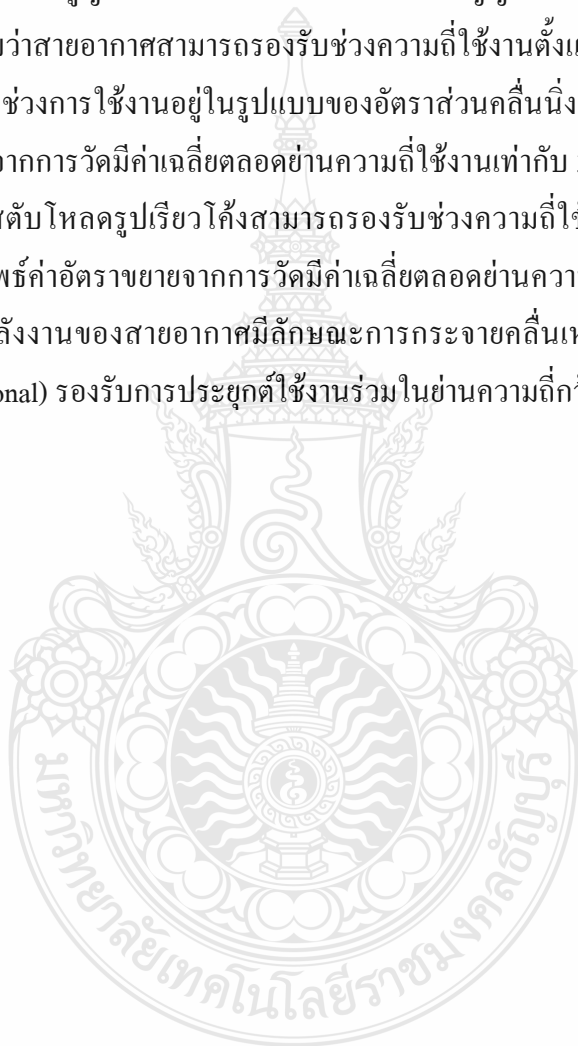 ว่าสายอากาศสามารถรองรับช่วงความถี่ใช้งานตั้งแ
ช่วงการใช้งานอยู่ในรูปแบบของอัตราส่วนคลื่นนิ่ง
ากการวัดมีค่าเฉลี่ยตลอดย่านความถี่ใช้งานเท่ากับ
ตับโหลดรูปเรียวโค้งสามารถรองรับช่วงความถี่ใช้
พธ์ค่าอัตราขยายจากการวัดมีค่าเฉลี่ยตลอดย่านควา
ลังงานของสายอากาศมีลักษณะการกระจายคลื่นเห
onal) รองรับการประยุกต์ใช้งานร่วมในย่านความถี่กว้
มหาวิทยาลัยเทคโนโลยีราชมงคลธัญบุรี